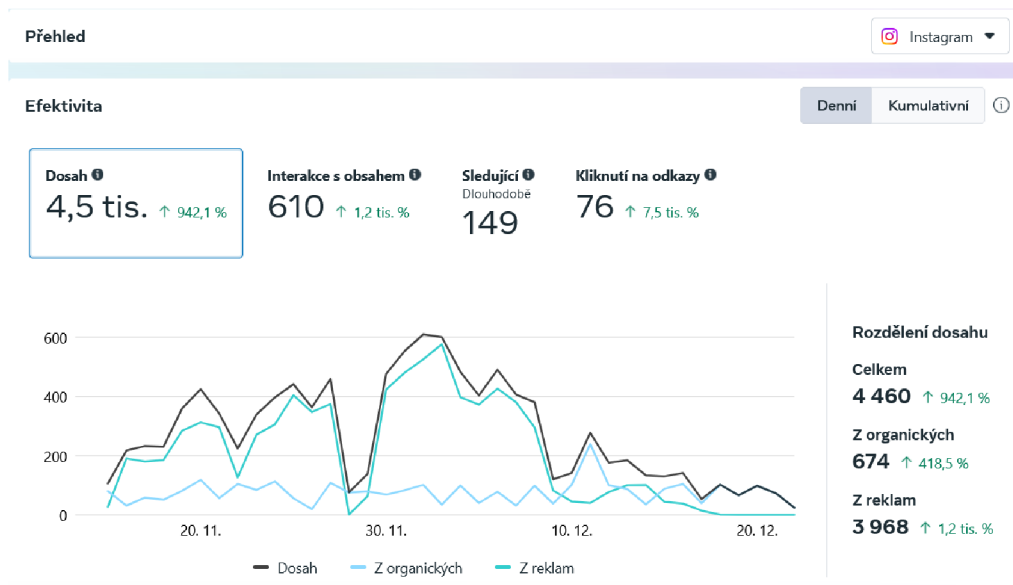 Přehled
Instagram
Efektivita
Denní
Kumulativní
Dosah
4,5 tis. ↑ 942,1 %
Interakce s obsahem
610 ↑ 1,2 tis. %
Sledující
Dlouhodobě
149
Kliknutí na odkazy
76 ↑ 7,5 tis. %
600
400
200
0
20. 11.
30. 11.
10. 12.
20. 12.
Dosah
Z organických
Z reklam
Rozdělení dosahu
Celkem
4 460 ↑ 942,1 %
Z organických
674 ↑ 418,5 %
Z reklam
3 968 ↑ 1,2 tis. %